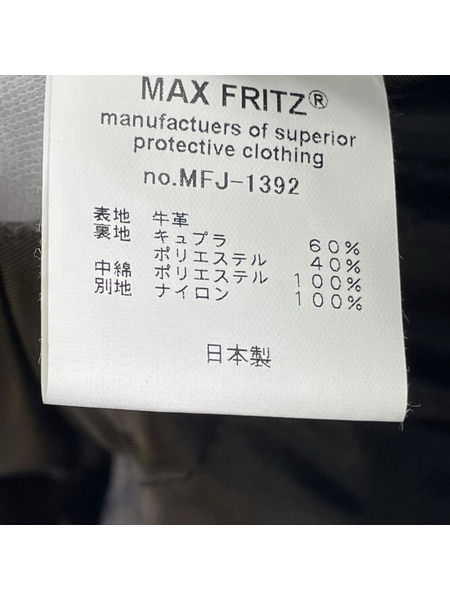 MAX FRITZ®
manufactuers of superior
protective clothing
no.MFJ-1392
表地 牛革
裏地 キュプラ 60%
ポリエステル 40%
中綿 ポリエステル 100%
別地 ナイロン 100%
日本製